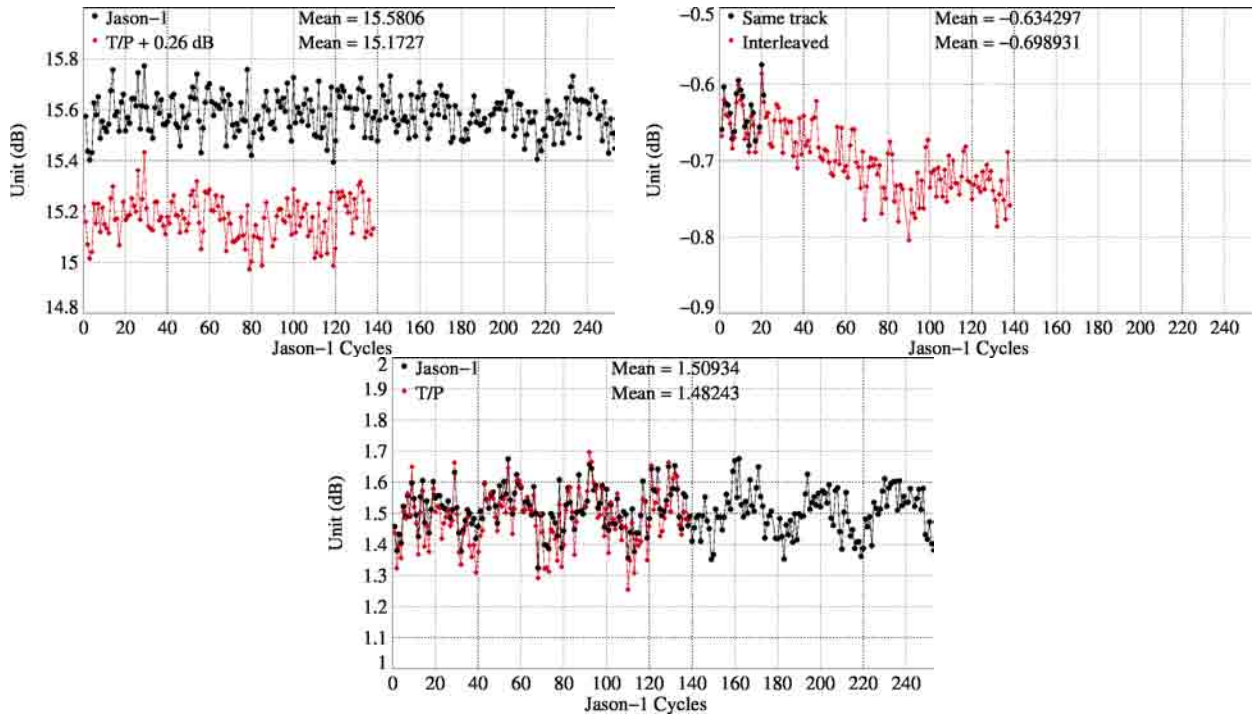 Jason−1 Mean = 15.5806
T/P + 0.26 dB Mean = 15.1727
15.8
15.6
15.4
15.2
15
14.8
Unit (dB)
0 20 40 60 80 100 120 140 160 180 200 220 240
Jason−1 Cycles
−0.5
Same track Mean = −0.634297
Interleaved Mean = −0.698931
−0.6
−0.7
−0.8
−0.9
Unit (dB)
0 20 40 60 80 100 120 140 160 180 200 220 240
Jason−1 Cycles
2
Jason−1 Mean = 1.50934
1.9
T/P Mean = 1.48243
1.8
1.7
1.6
1.5
1.4
1.3
1.2
1.1
1
Unit (dB)
0 20 40 60 80 100 120 140 160 180 200 220 240
Jason−1 Cycles